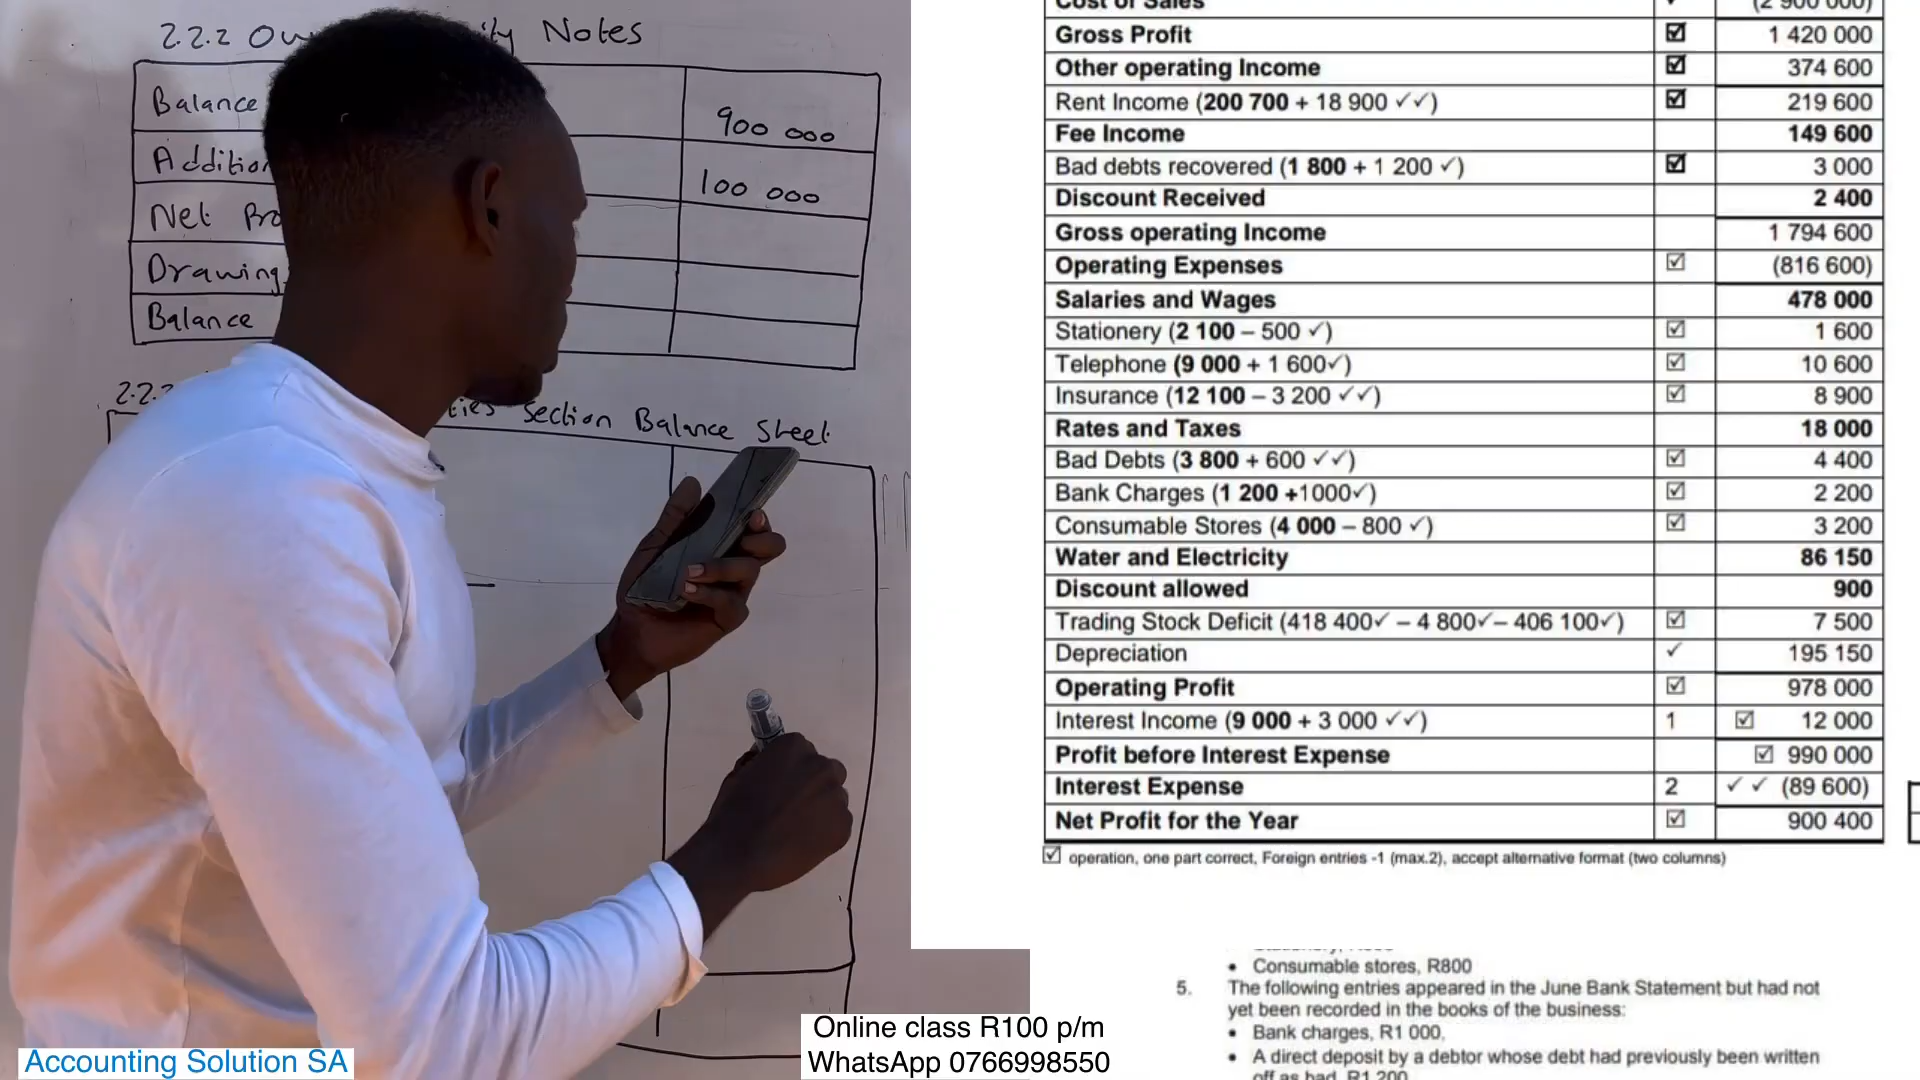 2.2.2 Notes
Balance 900 000
100 000
Net
Drawing
Balance
Section Balance Sheet
Cost of Sales ✓ (2 900 000)
Gross Profit ☑ 1 420 000
Other operating Income ☑ 374 600
Rent Income (200 700 + 18 900 ✓✓) ☑ 219 600
Fee Income 149 600
Bad debts recovered (1 800 + 1 200 ✓) ☑ 3 000
Discount Received 2 400
Gross operating Income 1 794 600
Operating Expenses ☑ (816 600)
Salaries and Wages 478 000
Stationery (2 100 – 500 ✓) ☑ 1 600
Telephone (9 000 + 1 600✓) ☑ 10 600
Insurance (12 100 – 3 200 ✓✓) ☑ 8 900
Rates and Taxes 18 000
Bad Debts (3 800 + 600 ✓✓) ☑ 4 400
Bank Charges (1 200 +1000✓) ☑ 2 200
Consumable Stores (4 000 – 800 ✓) ☑ 3 200
Water and Electricity 86 150
Discount allowed 900
Trading Stock Deficit (418 400✓ – 4 800✓– 406 100✓) ☑ 7 500
Depreciation ✓ 195 150
Operating Profit ☑ 978 000
Interest Income (9 000 + 3 000 ✓✓) 1 ☑ 12 000
Profit before Interest Expense ☑ 990 000
Interest Expense 2 ✓ ✓ (89 600)
Net Profit for the Year ☑ 900 400
☑ operation, one part correct, Foreign entries -1 (max.2), accept alternative format (two columns)
• Consumable stores, R800
5. The following entries appeared in the June Bank Statement but had not
yet been recorded in the books of the business:
• Bank charges, R1 000,
• A direct deposit by a debtor whose debt had previously been written
off as bad, R1 200
Online class R100 p/m
WhatsApp 0766998550
Accounting Solution SA